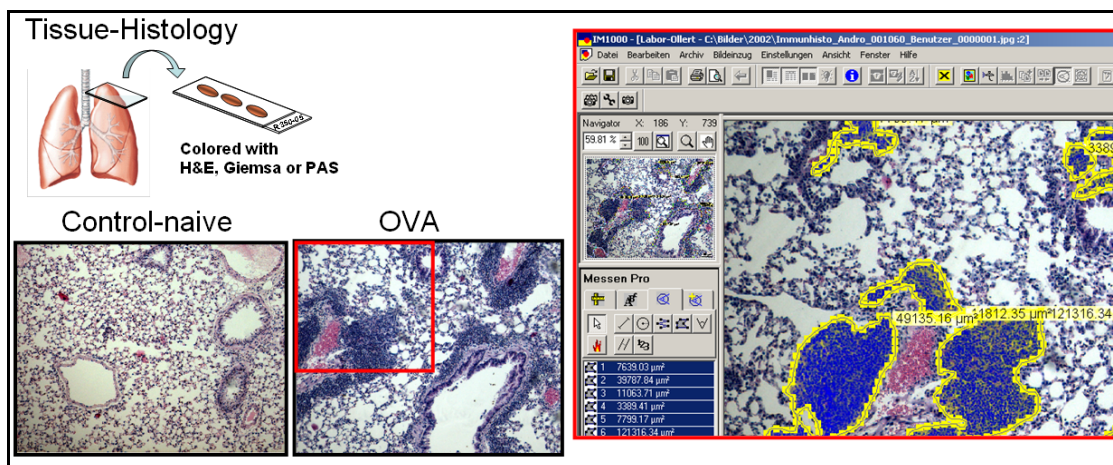 Tissue-Histology
R 350-05
Colored with
H&E, Giemsa or PAS
Control-naive
OVA
IM1000 - [Labor-Ollert - C:\Bilder\2002\Immunhisto_Andro_001060_Benutzer_0000001.jpg :2]
Datei Bearbeiten Archiv Bildeinzug Einstellungen Ansicht Fenster Hilfe
Navigator X: 186 Y: 739
59.81 % 100
Messen Pro
1 7639.03 µm²
2 39787.84 µm²
3 11063.71 µm²
4 3389.41 µm²
5 7799.17 µm²
6 121316.34 µm²
3389
49135.16 µm²
31812.35 µm²
121316.34